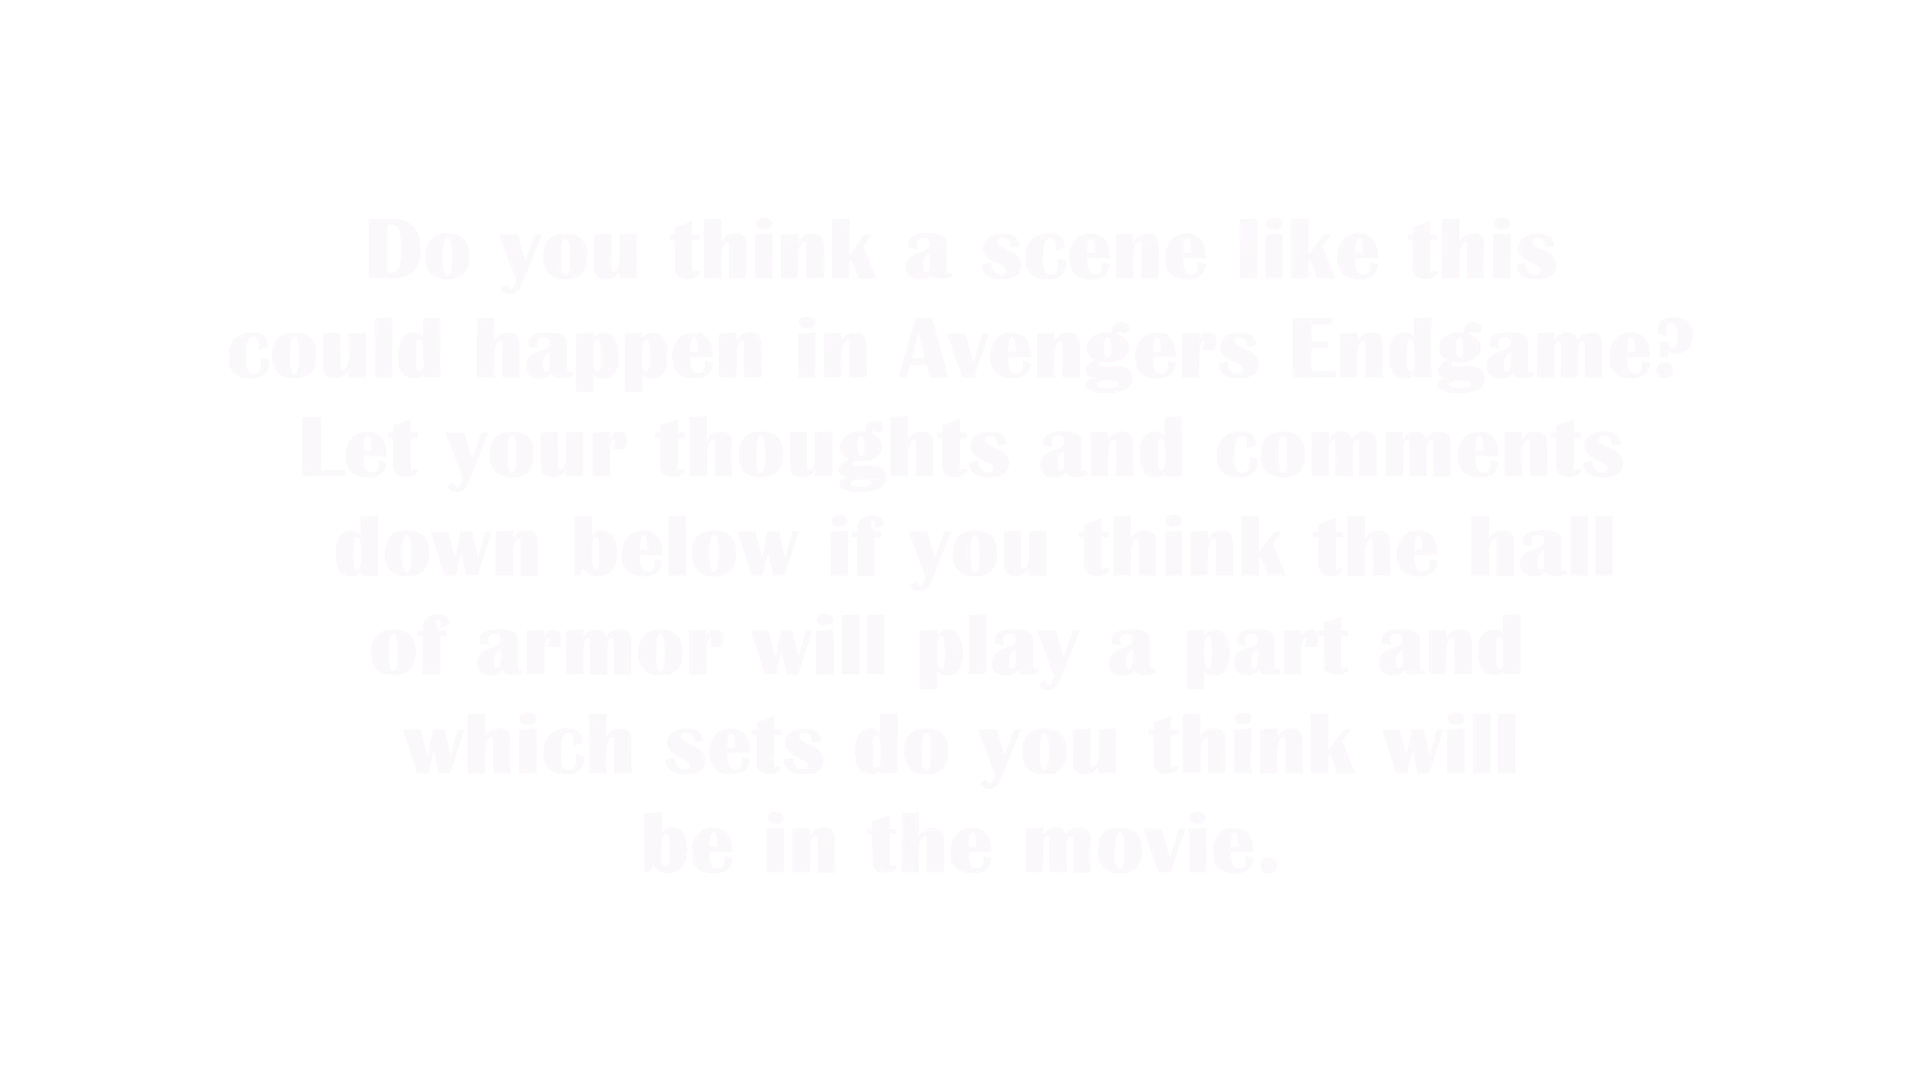 Do you think a scene like this
could happen in Avengers Endgame?
Let your thoughts and comments
down below if you think the hall
of armor will play a part and
which sets do you think will
be in the movie.